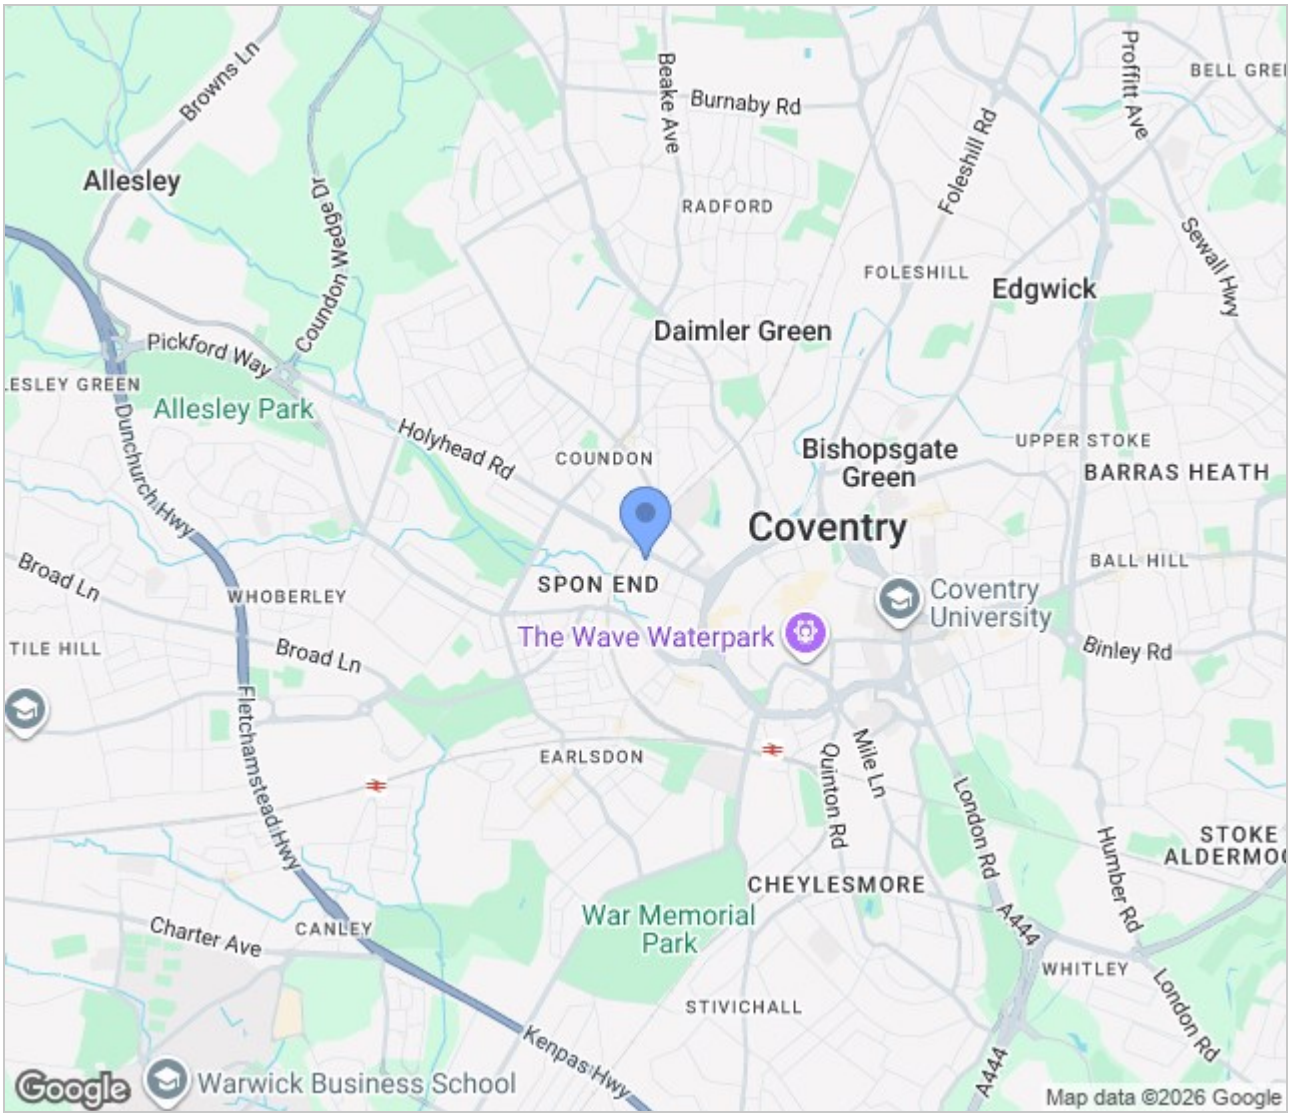 Browns Ln
Beake Ave
Burnaby Rd
Proffitt Ave
BELL GREE
Foleshill Rd
Allesley
Coundon Wedge Dr
RADFORD
Sewall Hwy
FOLESHILL
Edgwick
Daimler Green
Pickford Way
LESLEY GREEN
Allesley Park
Dunchurch Hwy
Holyhead Rd
COUNDON
Bishopsgate
Green
UPPER STOKE
BARRAS HEATH
Coventry
Broad Ln
SPON END
BALL HILL
WHOBERLEY
Coventry
University
The Wave Waterpark
TILE HILL
Broad Ln
Binley Rd
Fletchamstead Hwy
EARLSDON
Quinton Rd
Mile Ln
London Rd
Humber Rd
STOKE
ALDERMOO
CHEYLESMORE
War Memorial
Park
Charter Ave
CANLEY
A444
WHITLEY
London Rd
STIVICHALL
Kenpas Hwy
A444
Google
Warwick Business School
Map data ©2026 Google